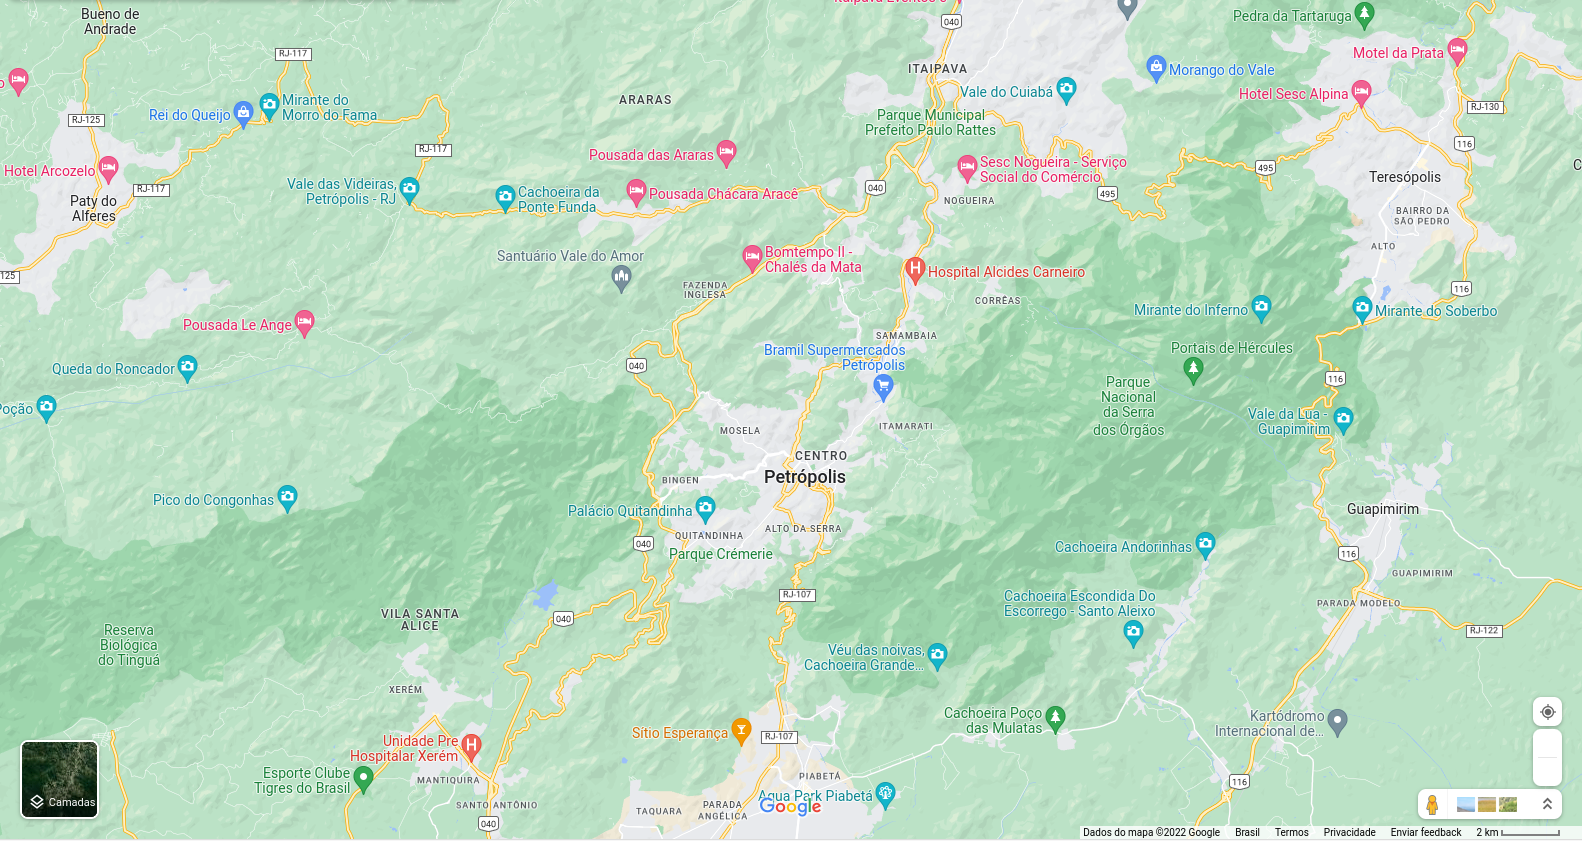 Bueno de
Andrade
Itaipava Eventos e
040
Pedra da Tartaruga
RJ-117
ITAIPAVA
Motel da Prata
Morango do Vale
Mirante do
Morro do Fama
Rei do Queijo
ARARAS
Vale do Cuiabá
Hotel Sesc Alpina
RJ-130
RJ-125
Parque Municipal
Prefeito Paulo Rattes
RJ-117
116
Pousada das Araras
Sesc Nogueira - Serviço
Social do Comércio
495
Hotel Arcozelo
RJ-117
Vale das Videiras,
Petrópolis - RJ
Cachoeira da
Ponte Funda
Pousada Chácara Aracê
040
495
Teresópolis
Paty do
Alferes
NOGUEIRA
BAIRRO DA
SÃO PEDRO
ALTO
Santuário Vale do Amor
Bomtempo II -
Chalés da Mata
Hospital Alcides Carneiro
125
FAZENDA
INGLESA
CORRÊAS
116
Mirante do Inferno
Mirante do Soberbo
Pousada Le Ange
SAMAMBAIA
Bramil Supermercados
Petrópolis
Portais de Hércules
Queda do Roncador
040
116
Parque
Nacional
da Serra
dos Órgãos
Poção
Vale da Lua -
Guapimirim
MOSELA
ITAMARATI
CENTRO
Petrópolis
BINGEN
Pico do Congonhas
Palácio Quitandinha
Guapimirim
QUITANDINHA
ALTO DA SERRA
040
Parque Crémerie
Cachoeira Andorinhas
116
GUAPIMIRIM
RJ-107
Cachoeira Escondida Do
Escorrego - Santo Aleixo
PARADA MODELO
VILA SANTA
ALICE
040
Reserva
Biológica
do Tinguá
RJ-122
Véu das noivas,
Cachoeira Grande...
XERÉM
Cachoeira Poço
das Mulatas
Kartódromo
Internacional de...
Sítio Esperança
RJ-107
Unidade Pre
Hospitalar Xerém
Esporte Clube
Tigres do Brasil
MANTIQUIRA
PIABETÁ
116
Camadas
SANTO ANTÔNIO
TAQUARA
PARADA
ANGÉLICA
Agua Park Piabetá
Google
040
Dados do mapa ©2022 Google
Brasil
Termos
Privacidade
Enviar feedback
2 km